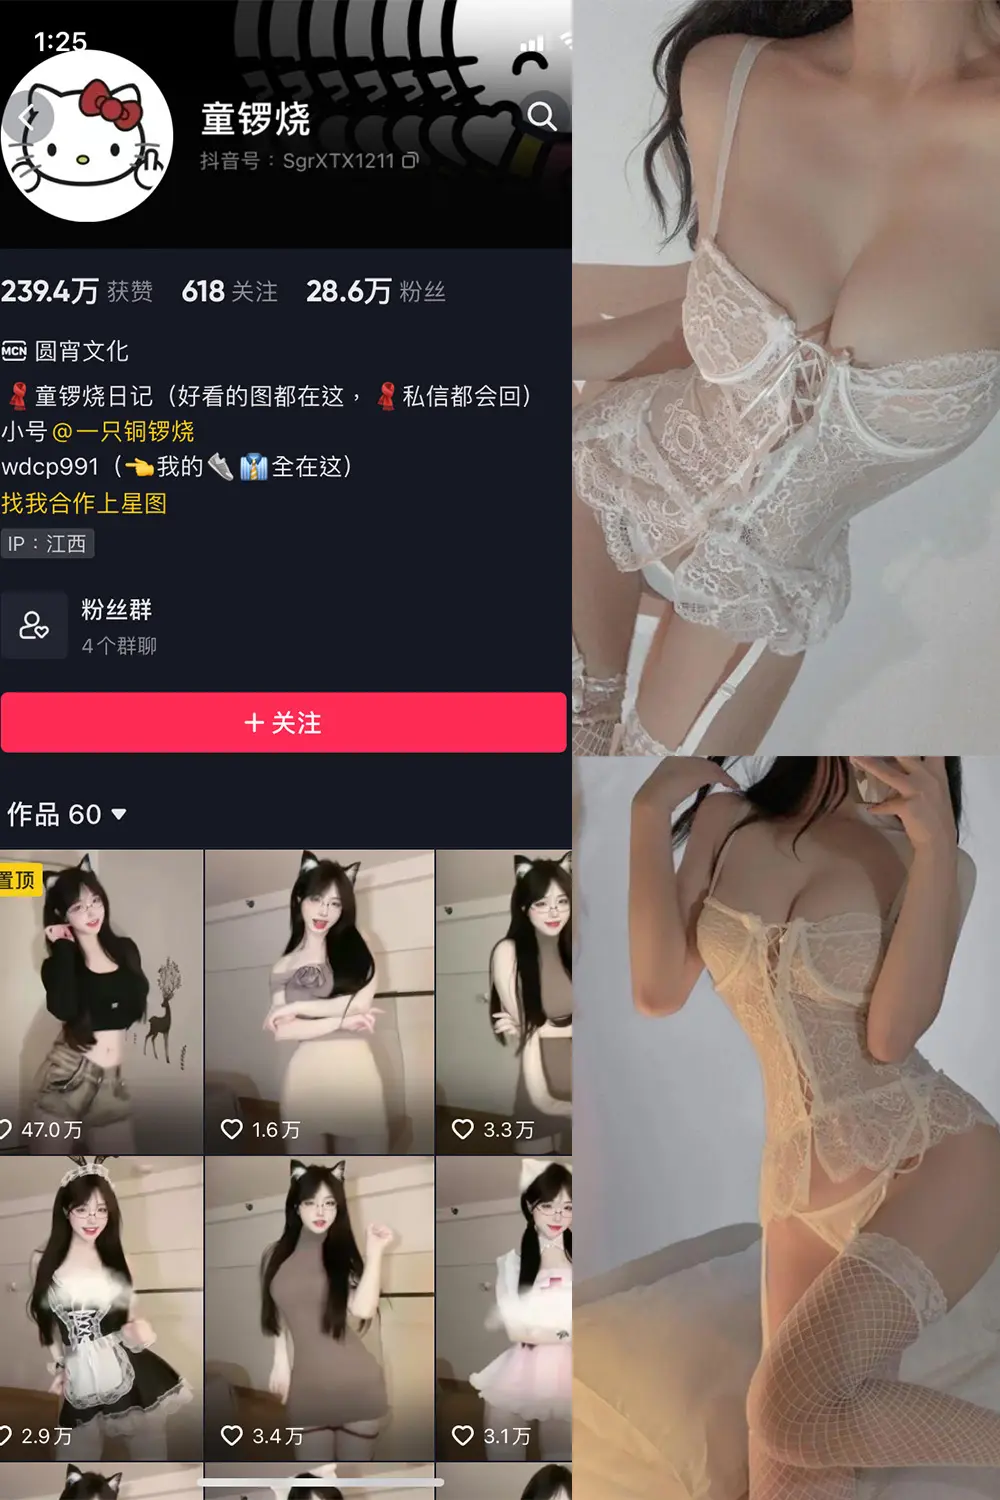 1:25
童锣烧
抖音号：SgrXTX1211
239.4万 获赞 618 关注 28.6万 粉丝
MCN 圆宵文化
童锣烧日记（好看的图都在这，私信都会回）
小号@一只铜锣烧
wdcp991（我的全在这）
找我合作上星图
IP：江西
粉丝群
4个群聊
+ 关注
作品 60
置顶
47.0万 1.6万 3.3万
2.9万 3.4万 3.1万